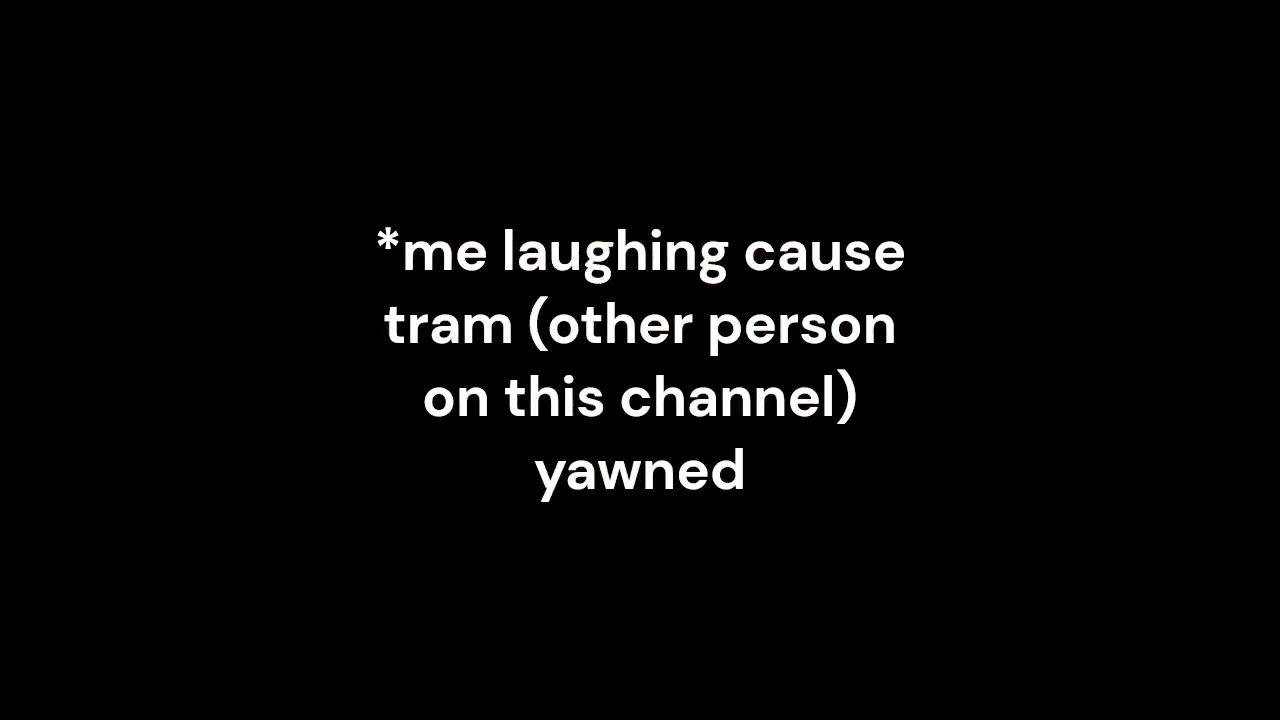 *me laughing cause
tram (other person
on this channel)
yawned